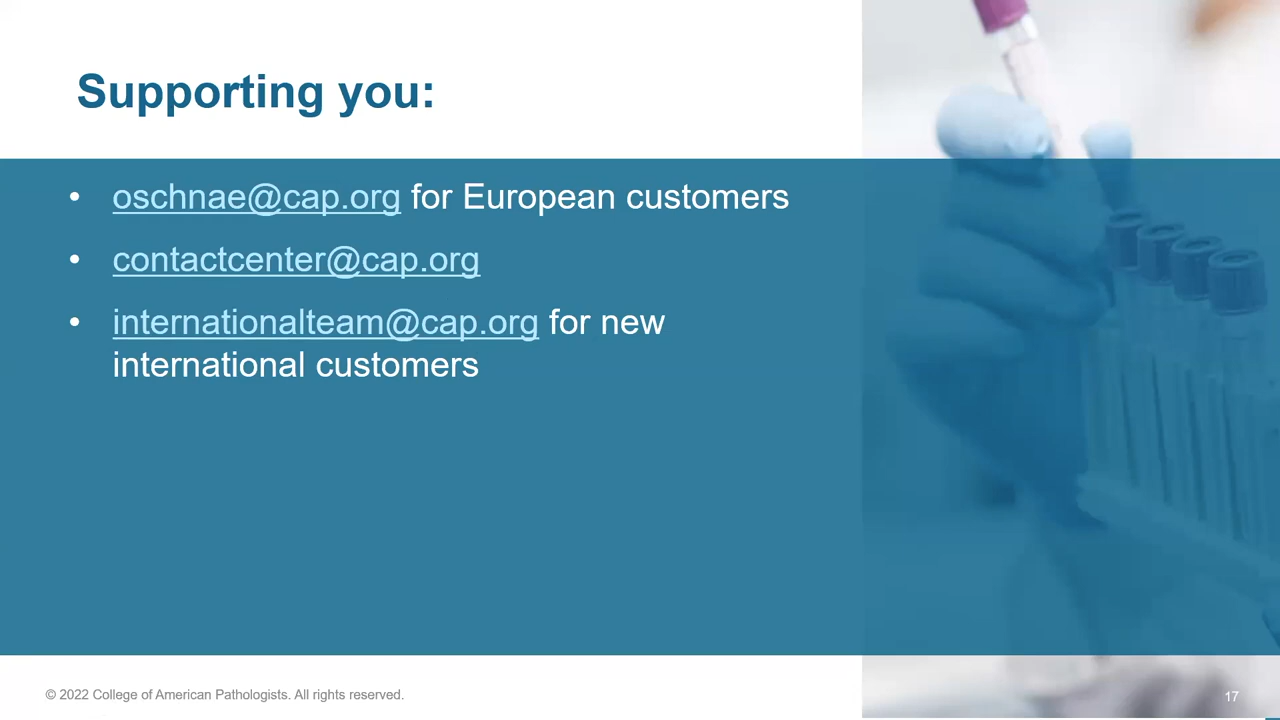 Supporting you:
• oschnae@cap.org for European customers
• contactcenter@cap.org
• internationalteam@cap.org for new
international customers
© 2022 College of American Pathologists. All rights reserved.
17